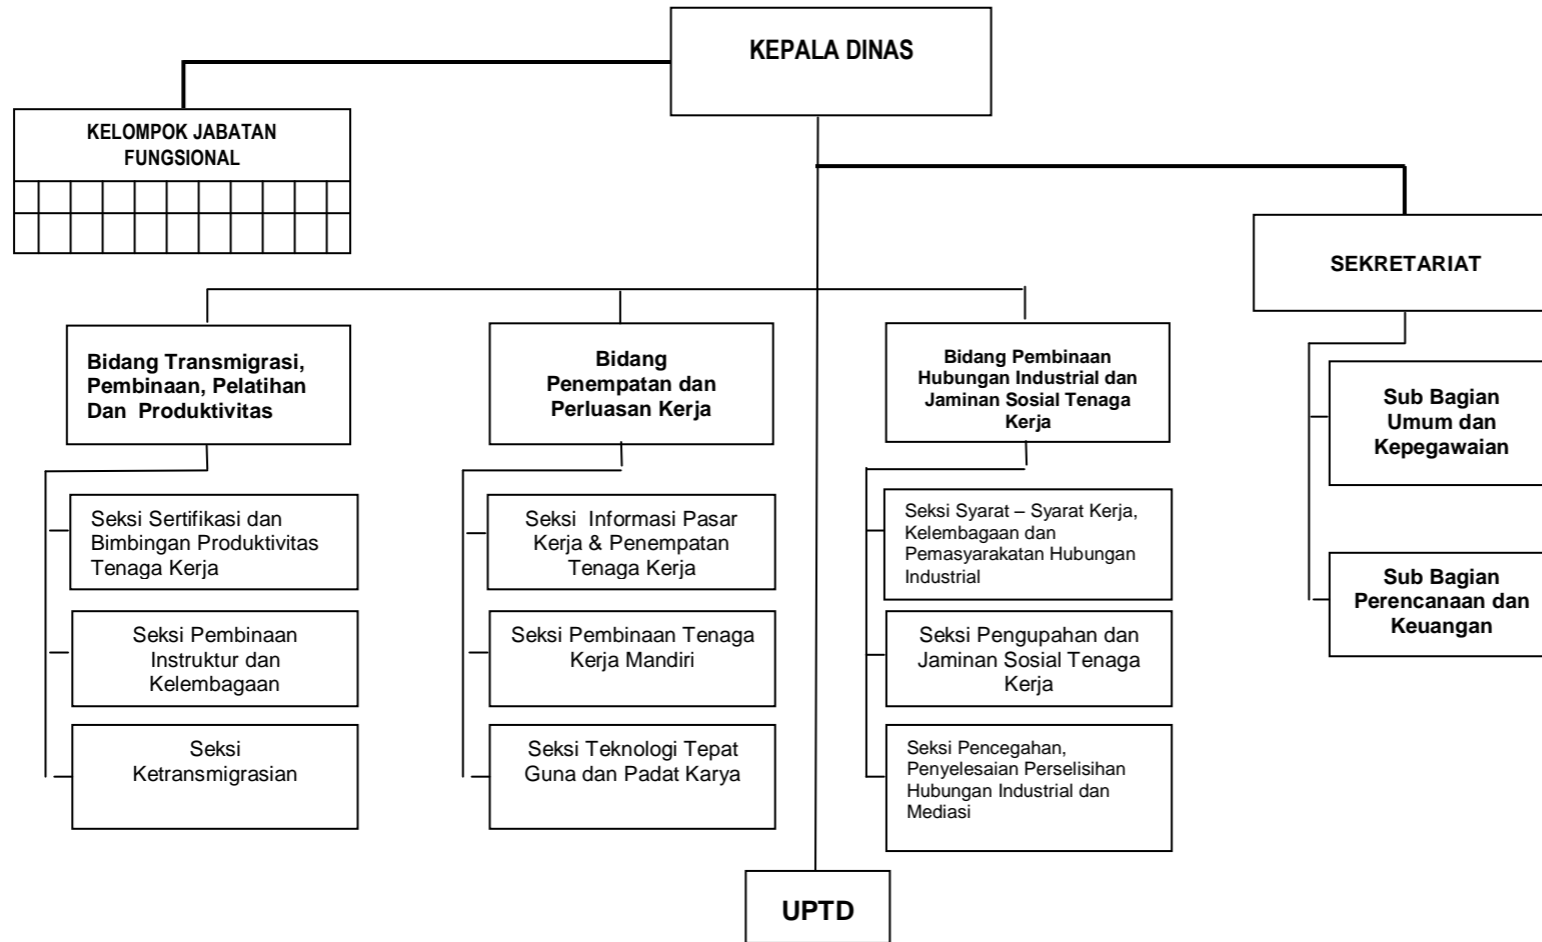 KEPALA DINAS
KELOMPOK JABATAN
FUNGSIONAL
SEKRETARIAT
Bidang Transmigrasi,
Pembinaan, Pelatihan
Dan Produktivitas
Bidang
Penempatan dan
Perluasan Kerja
Bidang Pembinaan
Hubungan Industrial dan
Jaminan Sosial Tenaga
Kerja
Sub Bagian
Umum dan
Kepegawaian
Seksi Sertifikasi dan
Bimbingan Produktivitas
Tenaga Kerja
Seksi Informasi Pasar
Kerja & Penempatan
Tenaga Kerja
Seksi Syarat – Syarat Kerja,
Kelembagaan dan
Pemasyarakatan Hubungan
Industrial
Sub Bagian
Perencanaan dan
Keuangan
Seksi Pembinaan
Instruktur dan
Kelembagaan
Seksi Pembinaan Tenaga
Kerja Mandiri
Seksi Pengupahan dan
Jaminan Sosial Tenaga
Kerja
Seksi
Ketransmigrasian
Seksi Teknologi Tepat
Guna dan Padat Karya
Seksi Pencegahan,
Penyelesaian Perselisihan
Hubungan Industrial dan
Mediasi
UPTD